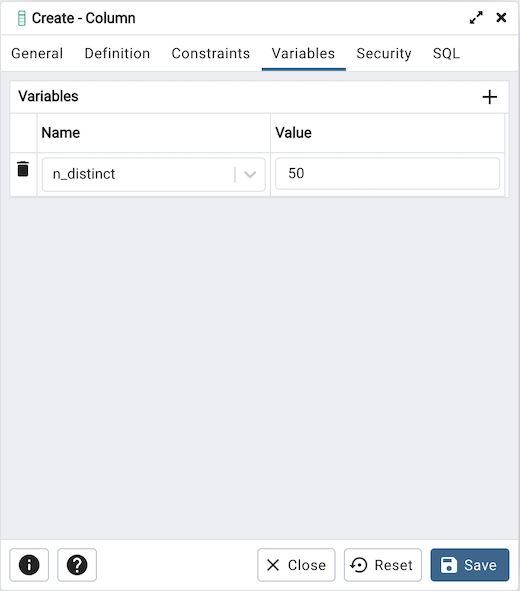 Create - Column
General Definition Constraints Variables Security SQL
Variables
Name Value
n_distinct 50
Close Reset Save